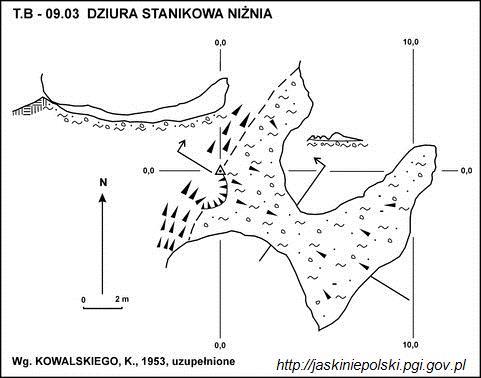 T.B - 09.03 DZIURA STANIKOWA NIŻNIA
0,0
10,0
0,0
0,0
N
0 2 m
0,0
10,0
Wg. KOWALSKIEGO, K., 1953, uzupełnione
http://jaskiniepolski.pgi.gov.pl